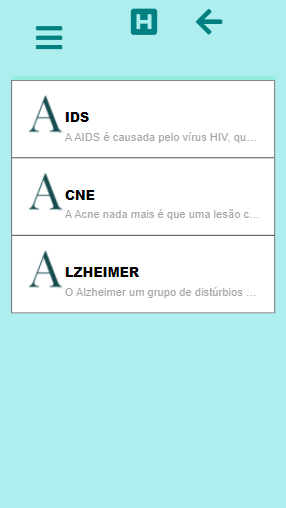 H
AIDS
A AIDS é causada pelo vírus HIV, qu...
ACNE
A Acne nada mais é que uma lesão c...
ALZHEIMER
O Alzheimer um grupo de distúrbios ...